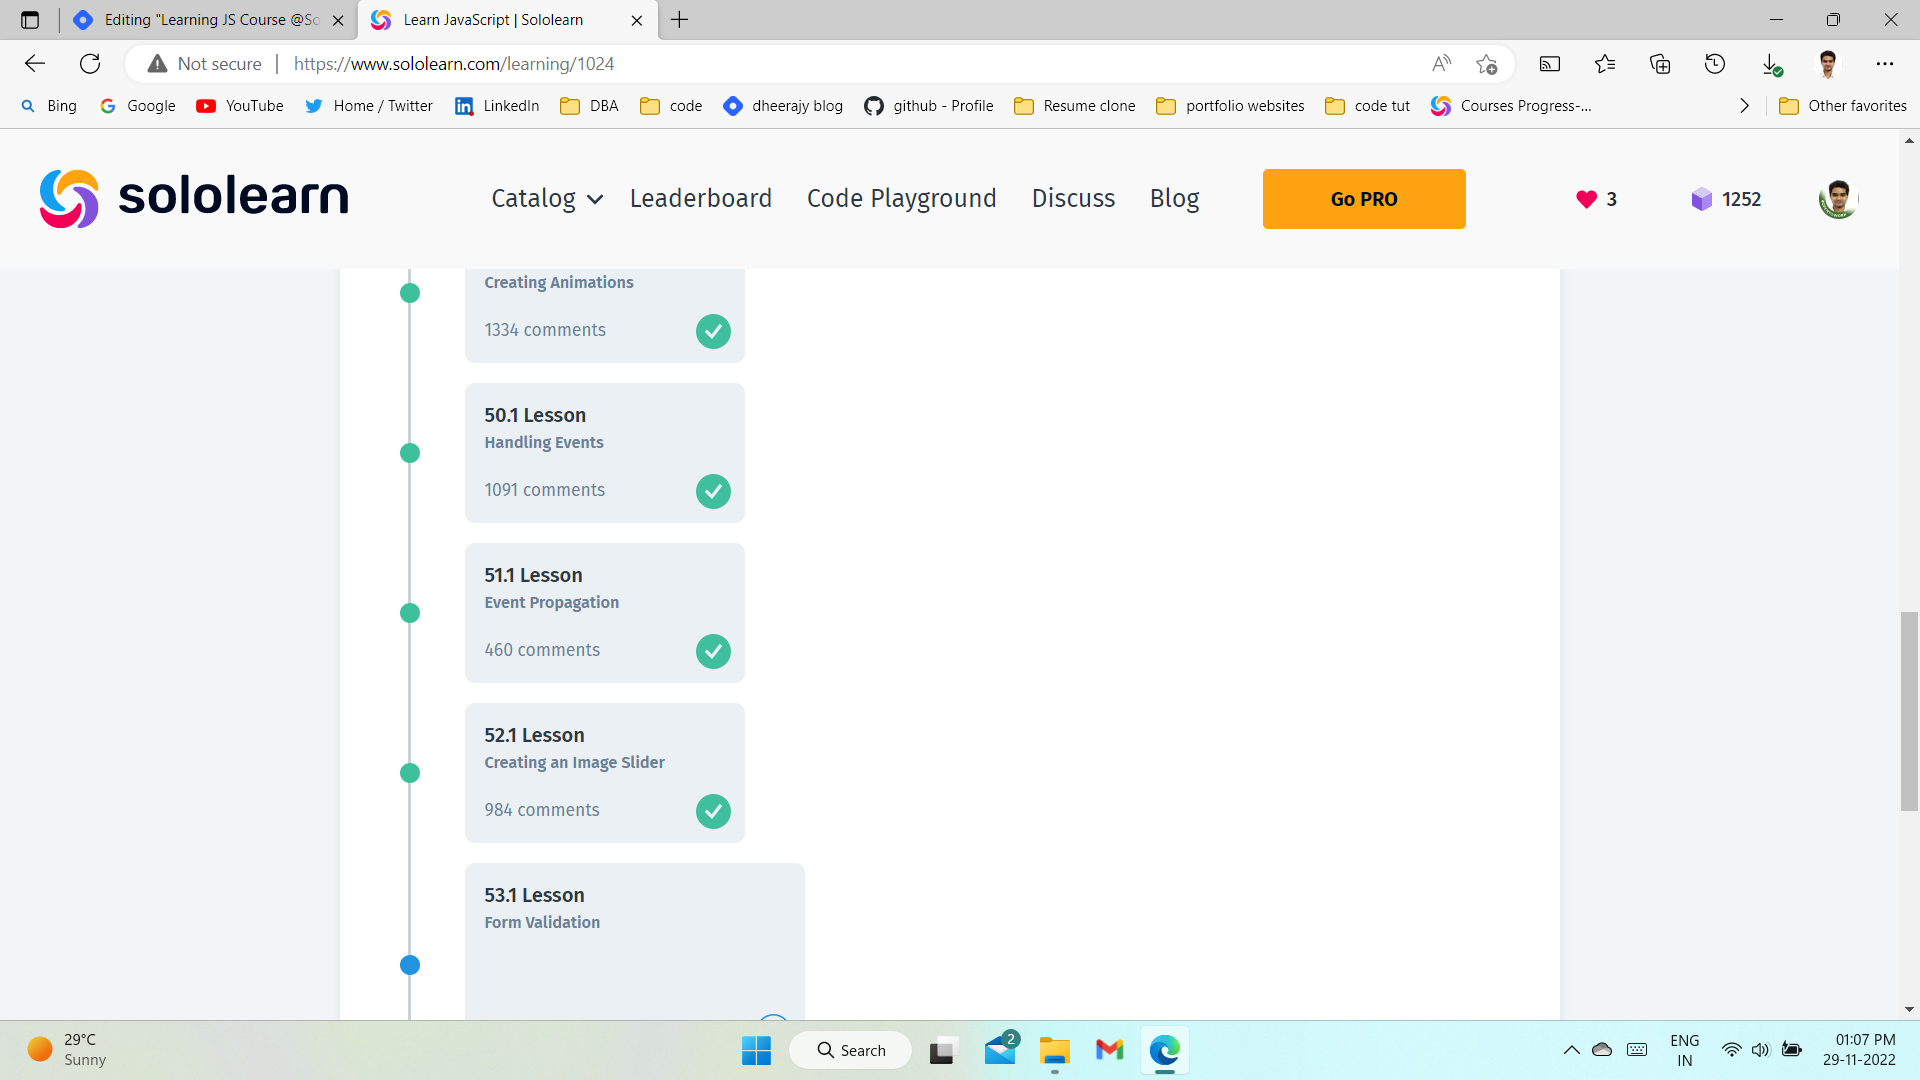 Editing "Learning JS Course @So
Learn JavaScript | Sololearn
Not secure
https://www.sololearn.com/learning/1024
Bing
Google
YouTube
Home / Twitter
LinkedIn
DBA
code
dheerajy blog
github - Profile
Resume clone
portfolio websites
code tut
Courses Progress-...
Other favorites
sololearn
Catalog
Leaderboard
Code Playground
Discuss
Blog
Go PRO
3
1252
Creating Animations
1334 comments
50.1 Lesson
Handling Events
1091 comments
51.1 Lesson
Event Propagation
460 comments
52.1 Lesson
Creating an Image Slider
984 comments
53.1 Lesson
Form Validation
29°C
Sunny
Search
2
ENG
IN
01:07 PM
29-11-2022